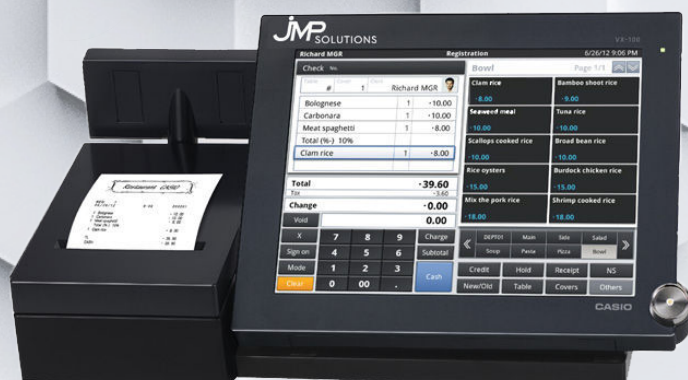 JMP SOLUTIONS
VX-100
Richard MGR Registration 6/26/12 9:06 PM
Check
# 1 Richard MGR
Bolognese 1 ·10.00
Carbonara 1 ·10.00
Meat spaghetti 1 ·8.00
Total (%-) 10%
Clam rice 1 ·8.00
Total ·39.60
Tax ·3.60
Change ·0.00
Void 0.00
X 7 8 9 Charge
Sign on 4 5 6 Subtotal
Mode 1 2 3 Cash
Clear 0 00 .
Bowl Page 1/1
Clam rice Bamboo shoot rice
·8.00 ·9.00
Seaweed meal Tuna rice
·10.00 ·10.00
Scallops cooked rice Broad bean rice
·10.00 ·10.00
Rice oysters Burdock chicken rice
·15.00 ·15.00
Mix the pork rice Shrimp cooked rice
·18.00 ·18.00
DEPT01 Main Side Salad
Soup Pasta Pizza Bowl
Credit Hold Receipt NS
New/Old Table Covers Others
CASIO
Restaurant CASIO